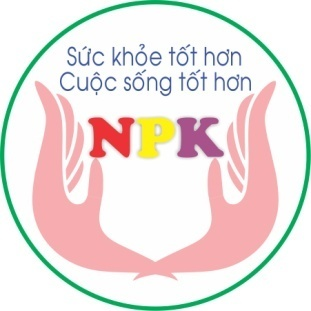 Sức khỏe tốt hơn
Cuộc sống tốt hơn
NPK